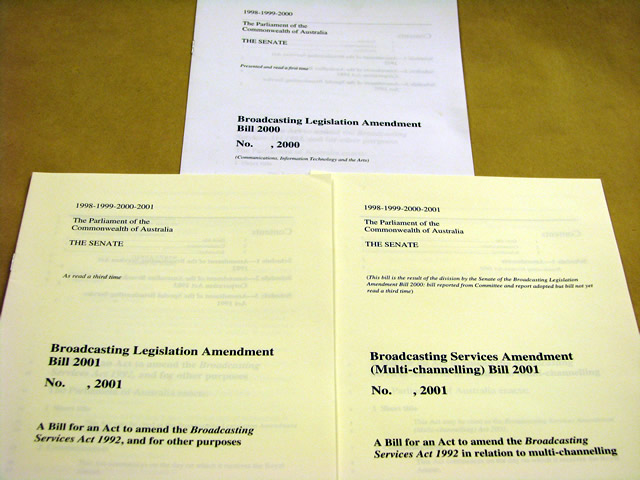 1998-1999-2000
The Parliament of the
Commonwealth of Australia
THE SENATE
Presented and read a first time
Broadcasting Legislation Amendment
Bill 2000
No. , 2000
(Communications, Information Technology and the Arts)
1998-1999-2000-2001
The Parliament of the
Commonwealth of Australia
THE SENATE
As read a third time
Broadcasting Legislation Amendment
Bill 2001
No. , 2001
A Bill for an Act to amend the Broadcasting
Services Act 1992, and for other purposes
1998-1999-2000-2001
The Parliament of the
Commonwealth of Australia
THE SENATE
(This bill is the result of the division by the Senate of the Broadcasting Legislation
Amendment Bill 2000: bill reported from Committee and report adopted but bill not yet
read a third time)
Broadcasting Services Amendment
(Multi-channelling) Bill 2001
No. , 2001
A Bill for an Act to amend the Broadcasting
Services Act 1992 in relation to multi-channelling